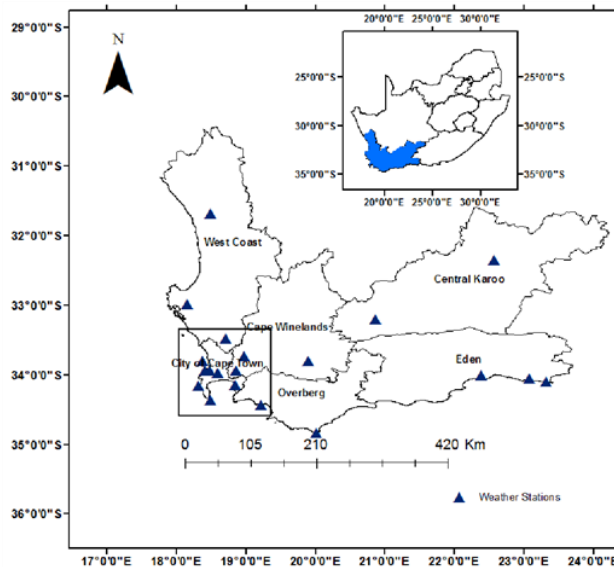 29°0'0"S
30°0'0"S
31°0'0"S
32°0'0"S
33°0'0"S
34°0'0"S
35°0'0"S
36°0'0"S
N
20°0'0"E 25°0'0"E 30°0'0"E
25°0'0"S
30°0'0"S
35°0'0"S
25°0'0"S
30°0'0"S
35°0'0"S
20°0'0"E 25°0'0"E 30°0'0"E
West Coast
Central Karoo
Cape Winelands
City of Cape Town
Eden
Overberg
0 105 210 420 Km
Weather Stations
17°0'0"E 18°0'0"E 19°0'0"E 20°0'0"E 21°0'0"E 22°0'0"E 23°0'0"E